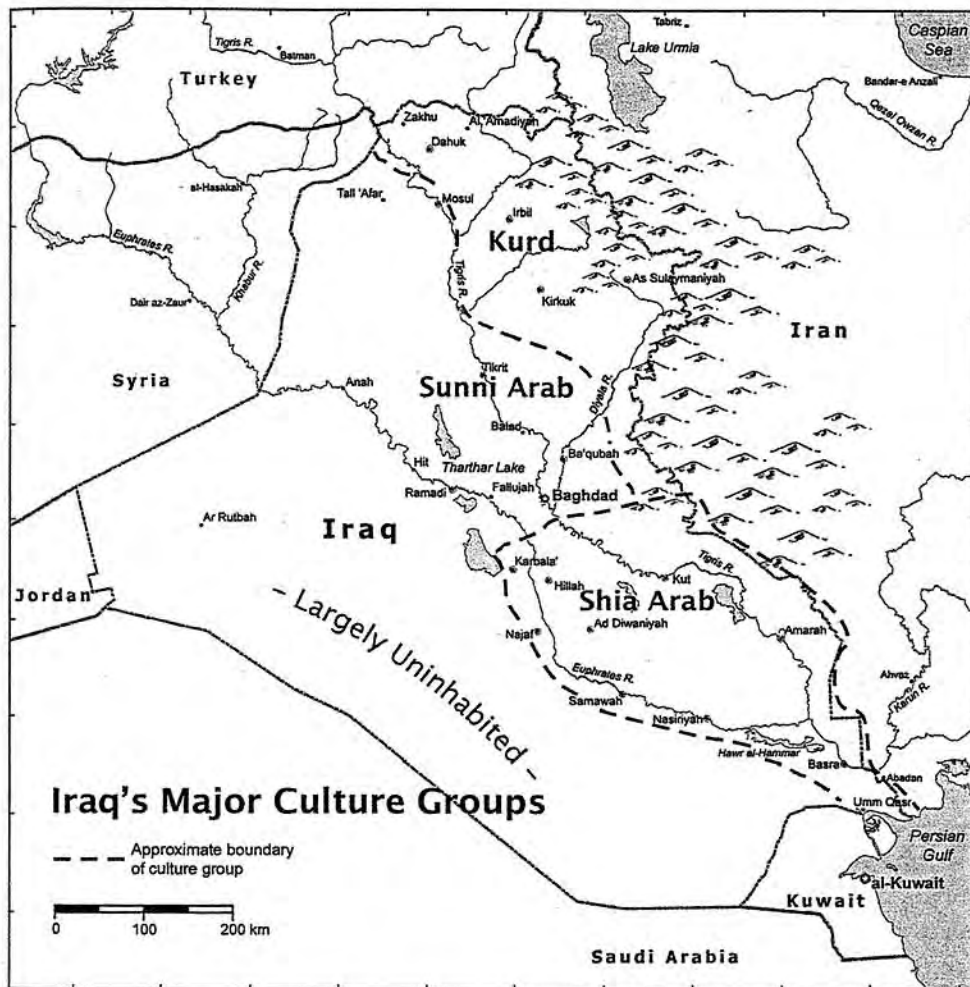 Tabriz
Caspian
Sea
Lake Urmia
Tigris R.
Batman
Turkey
Bandar-e Anzali
Qezal Owzan R.
Zakhu
Al 'Amadiyah
Dahuk
al-Hasakah
Tall 'Afar
Mosul
Irbil
Kurd
Euphrates R.
Khabur R.
Tigris R.
As Sulaymaniyah
Dair az-Zaur
Kirkuk
Iran
Syria
Tikrit
Anah
Sunni Arab
Diyala R.
Balad
Hit
Tharthar Lake
Ba'qubah
Ramadi
Fallujah
Baghdad
Ar Rutbah
Iraq
Tigris R.
Karbala'
Kut
Hillah
Jordan
Shia Arab
– Largely Uninhabited –
Najaf
Ad Diwaniyah
Amarah
Euphrates R.
Ahvaz
Karun R.
Samawah
Nasiriyah
Hawr al-Hammar
Basra
Abadan
Iraq's Major Culture Groups
Umm Qasr
Persian
Gulf
Approximate boundary
of culture group
al-Kuwait
Kuwait
0 100 200 km
Saudi Arabia